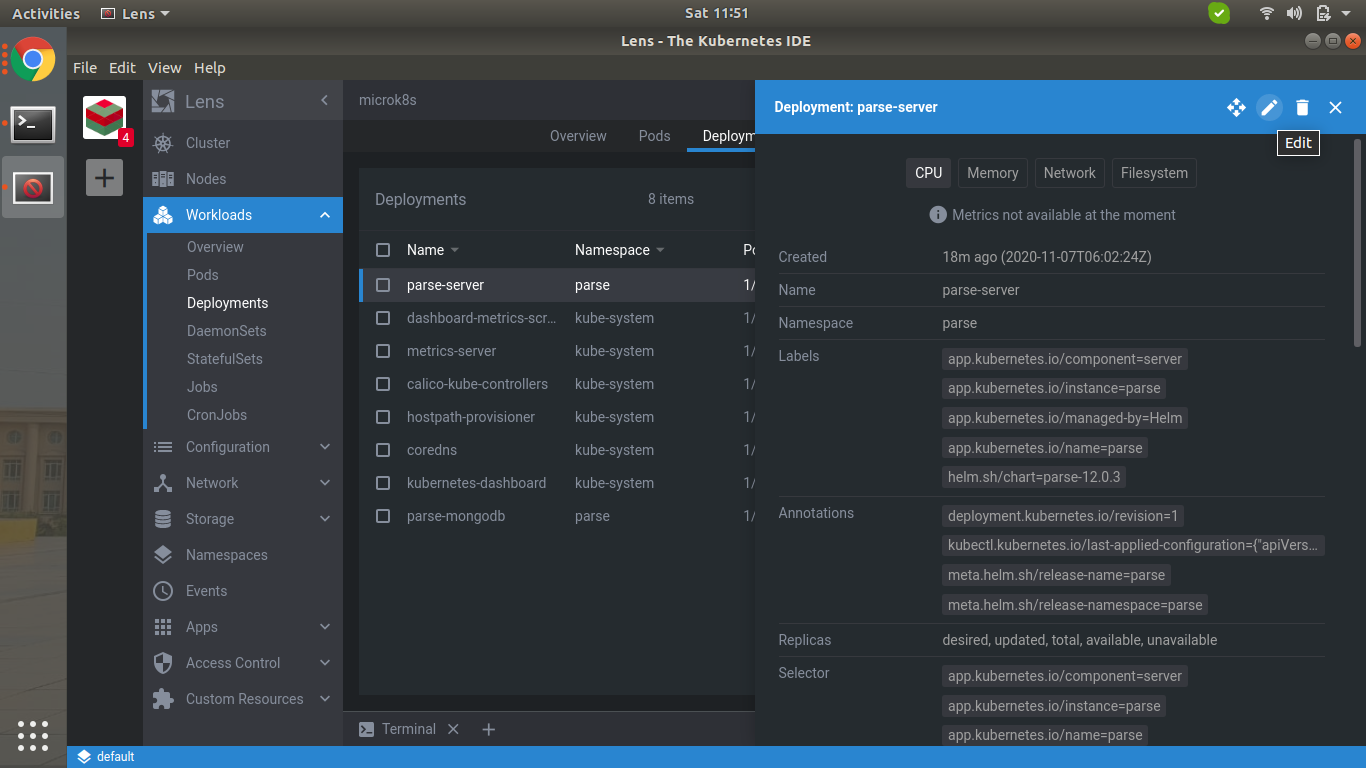 Activities
Lens
Sat 11:51
Lens - The Kubernetes IDE
File Edit View Help
4
Lens
Cluster
Nodes
Workloads
Overview
Pods
Deployments
DaemonSets
StatefulSets
Jobs
CronJobs
Configuration
Network
Storage
Namespaces
Events
Apps
Access Control
Custom Resources
microk8s
Overview Pods Deploym
Deployments 8 items
Name Namespace Po
parse-server parse 1/
dashboard-metrics-scr... kube-system 1/
metrics-server kube-system 1/
calico-kube-controllers kube-system 1/
hostpath-provisioner kube-system 1/
coredns kube-system 1/
kubernetes-dashboard kube-system 1/
parse-mongodb parse 1/
Terminal
Deployment: parse-server
Edit
CPU Memory Network Filesystem
Metrics not available at the moment
Created 18m ago (2020-11-07T06:02:24Z)
Name parse-server
Namespace parse
Labels app.kubernetes.io/component=server
app.kubernetes.io/instance=parse
app.kubernetes.io/managed-by=Helm
app.kubernetes.io/name=parse
helm.sh/chart=parse-12.0.3
Annotations deployment.kubernetes.io/revision=1
kubectl.kubernetes.io/last-applied-configuration={"apiVers...
meta.helm.sh/release-name=parse
meta.helm.sh/release-namespace=parse
Replicas desired, updated, total, available, unavailable
Selector app.kubernetes.io/component=server
app.kubernetes.io/instance=parse
app.kubernetes.io/name=parse
default